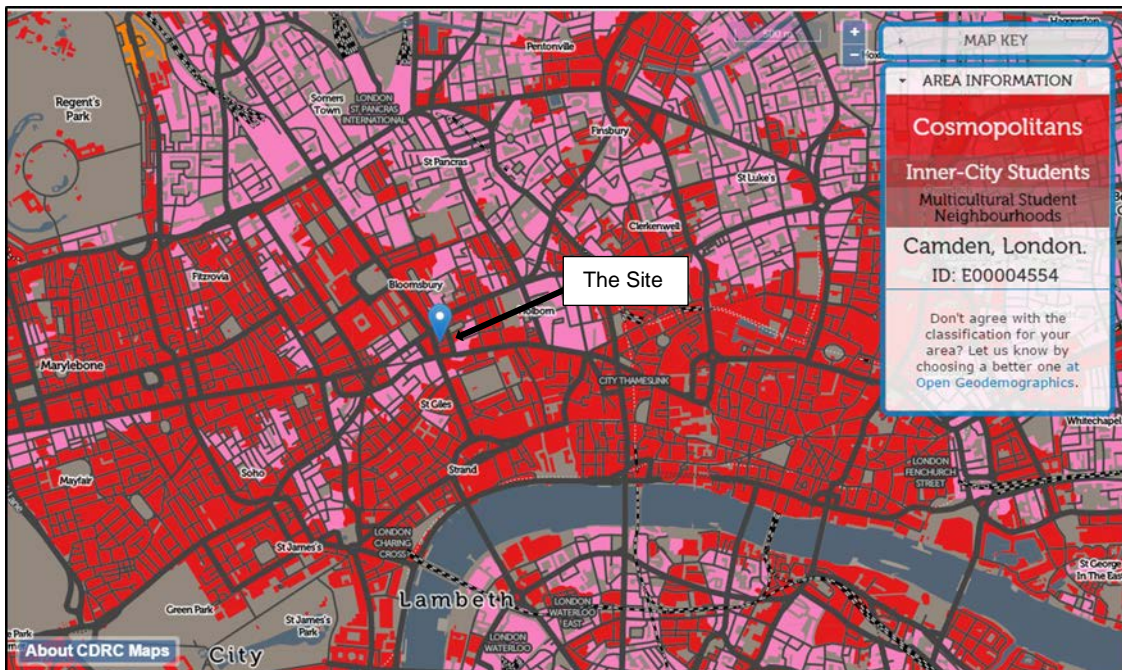 Regent's
Park
Somers
Town
LONDON
ST PANCRAS
INTERNATIONAL
Pentonville
500 m
+
−
Haggerston
MAP KEY
AREA INFORMATION
Cosmopolitans
Inner-City Students
Multicultural Student
Neighbourhoods
Camden, London.
ID: E00004554
Don't agree with the
classification for your
area? Let us know by
choosing a better one at
Open Geodemographics.
Finsbury
St Pancras
St Luke's
Clerkenwell
Fitzrovia
Bloomsbury
The Site
Holborn
Marylebone
CITY THAMESLINK
St Giles
Whitechapel
Soho
Strand
Mayfair
LONDON
FENCHURCH
STREET
St James's
LONDON
CHARING
CROSS
St George
In The East
Green Park
St James's
Park
Lambeth
LONDON
WATERLOO
EAST
LONDON
WATERLOO
City
About CDRC Maps